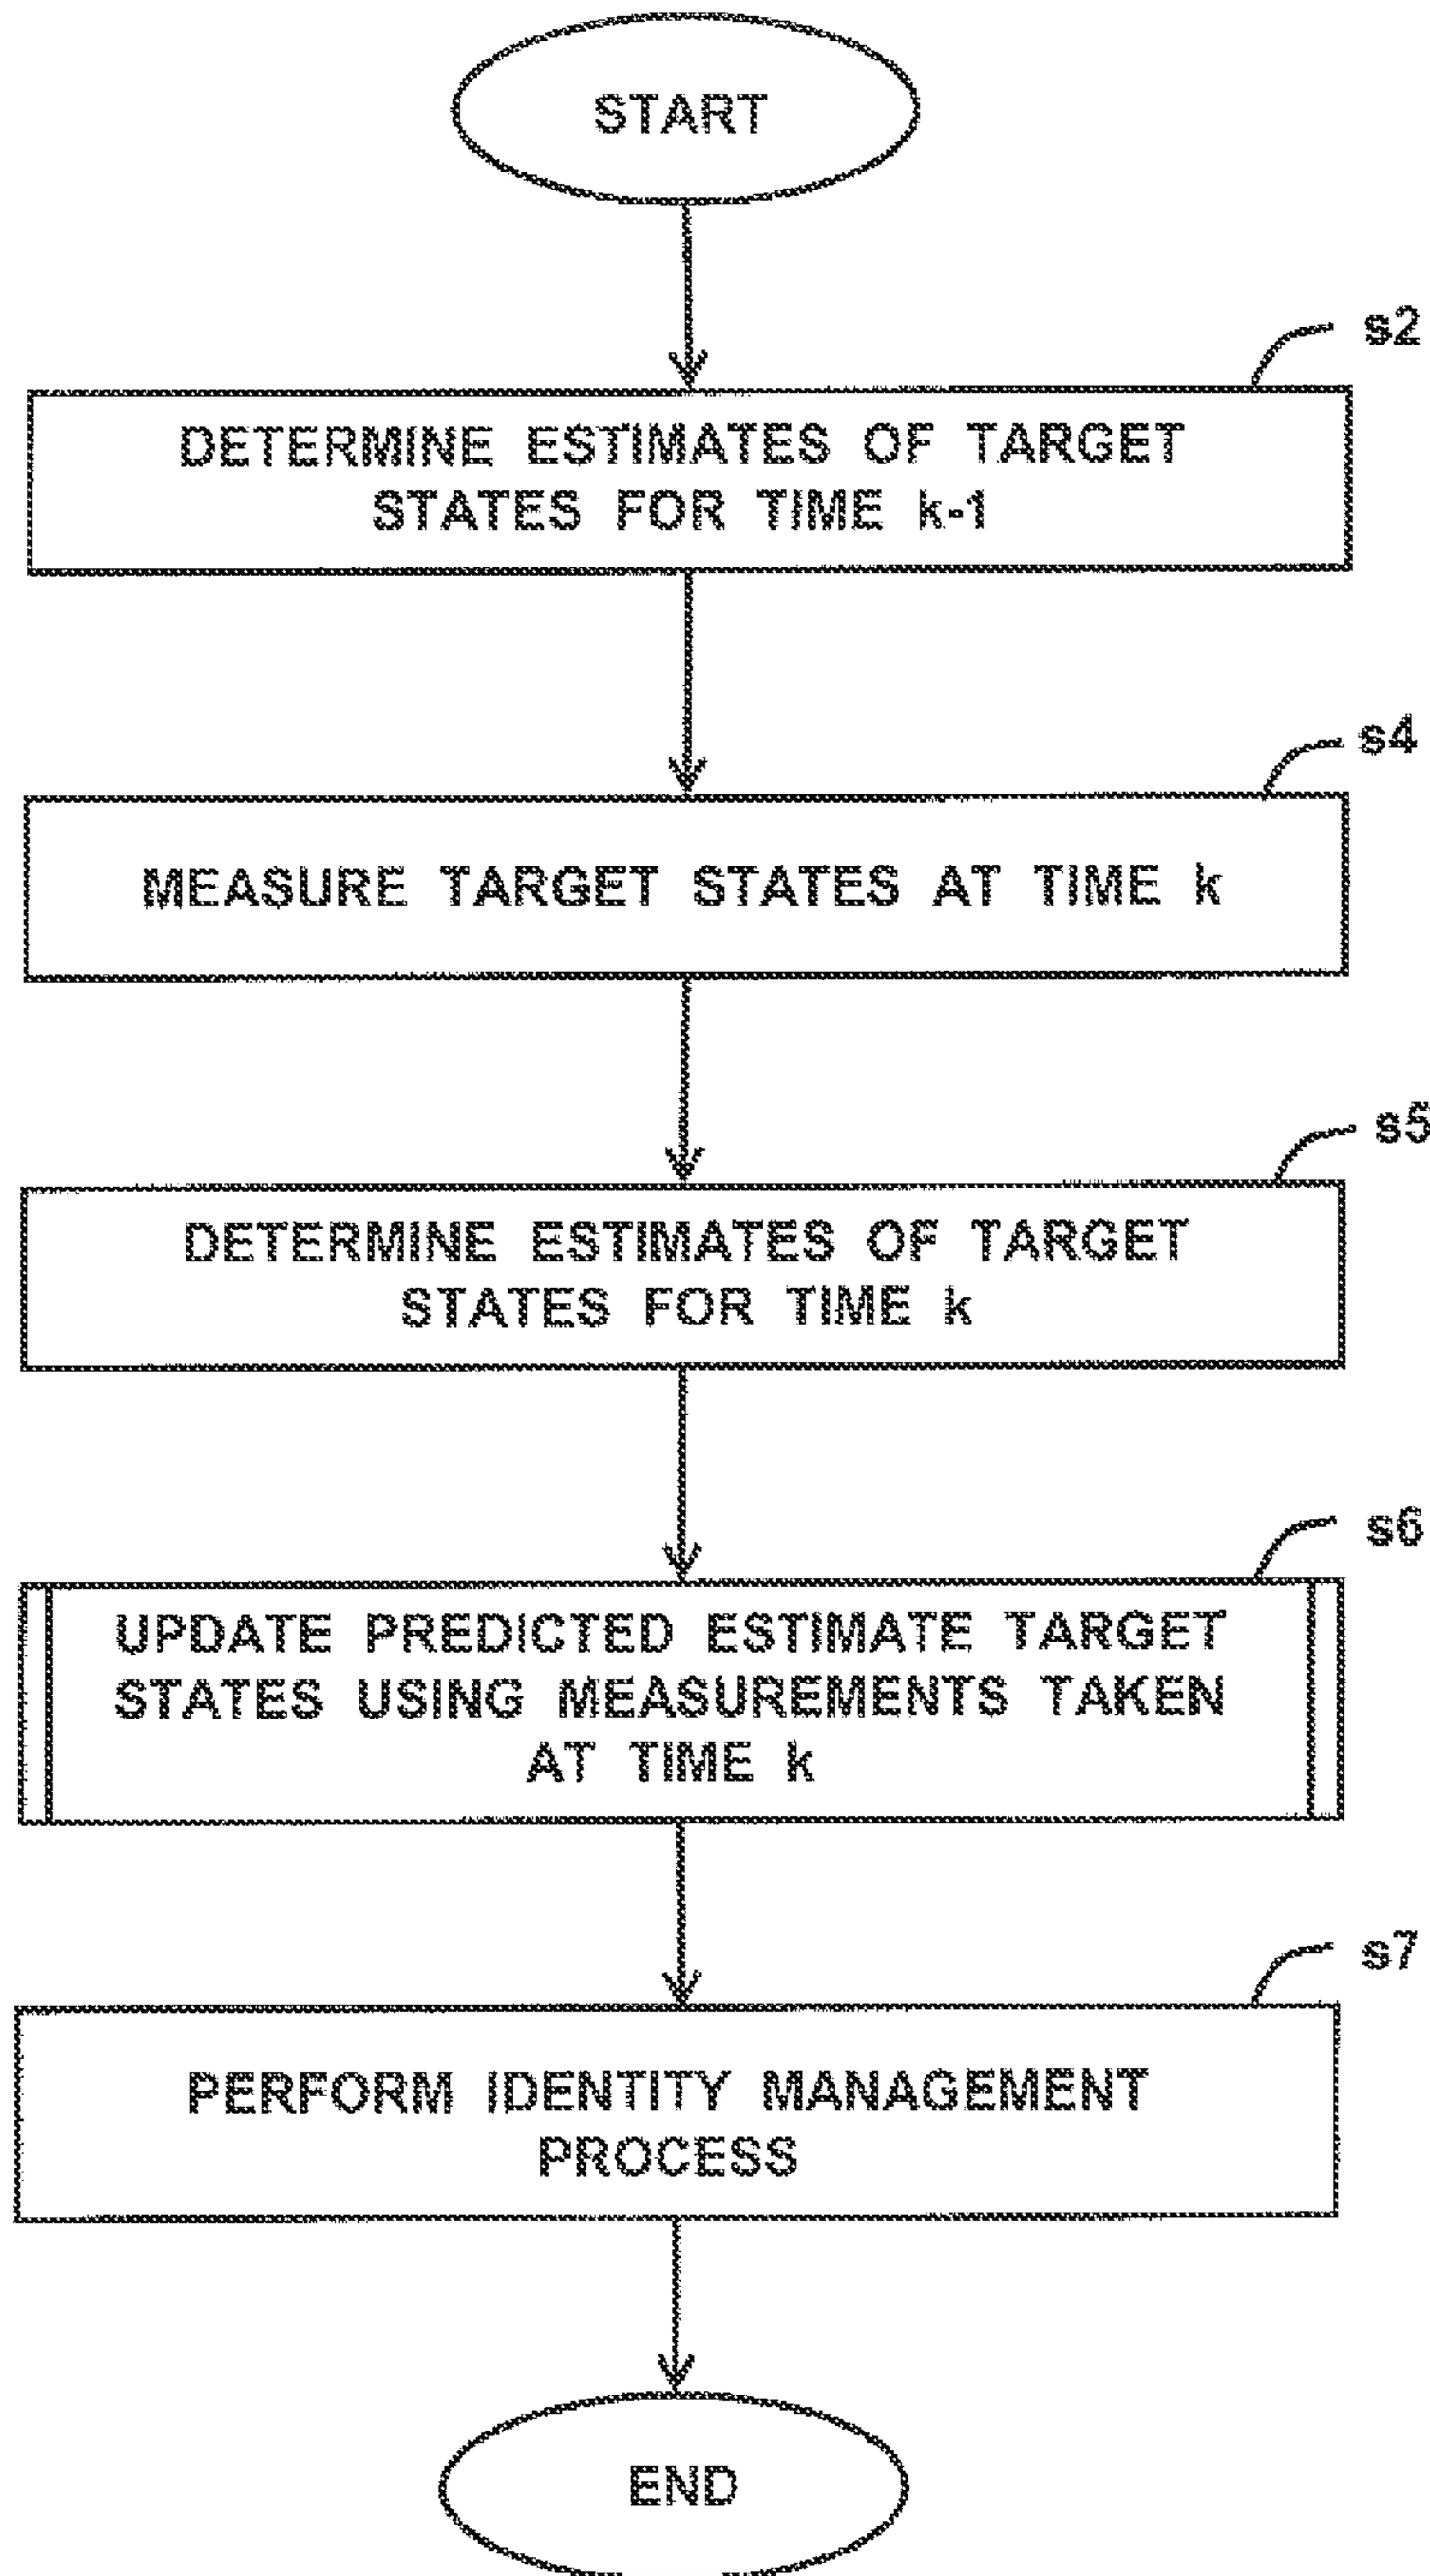 START
s2
DETERMINE ESTIMATES OF TARGET
STATES FOR TIME k-1
s4
MEASURE TARGET STATES AT TIME k
s5
DETERMINE ESTIMATES OF TARGET
STATES FOR TIME k
s6
UPDATE PREDICTED ESTIMATE TARGET
STATES USING MEASUREMENTS TAKEN
AT TIME k
s7
PERFORM IDENTITY MANAGEMENT
PROCESS
END